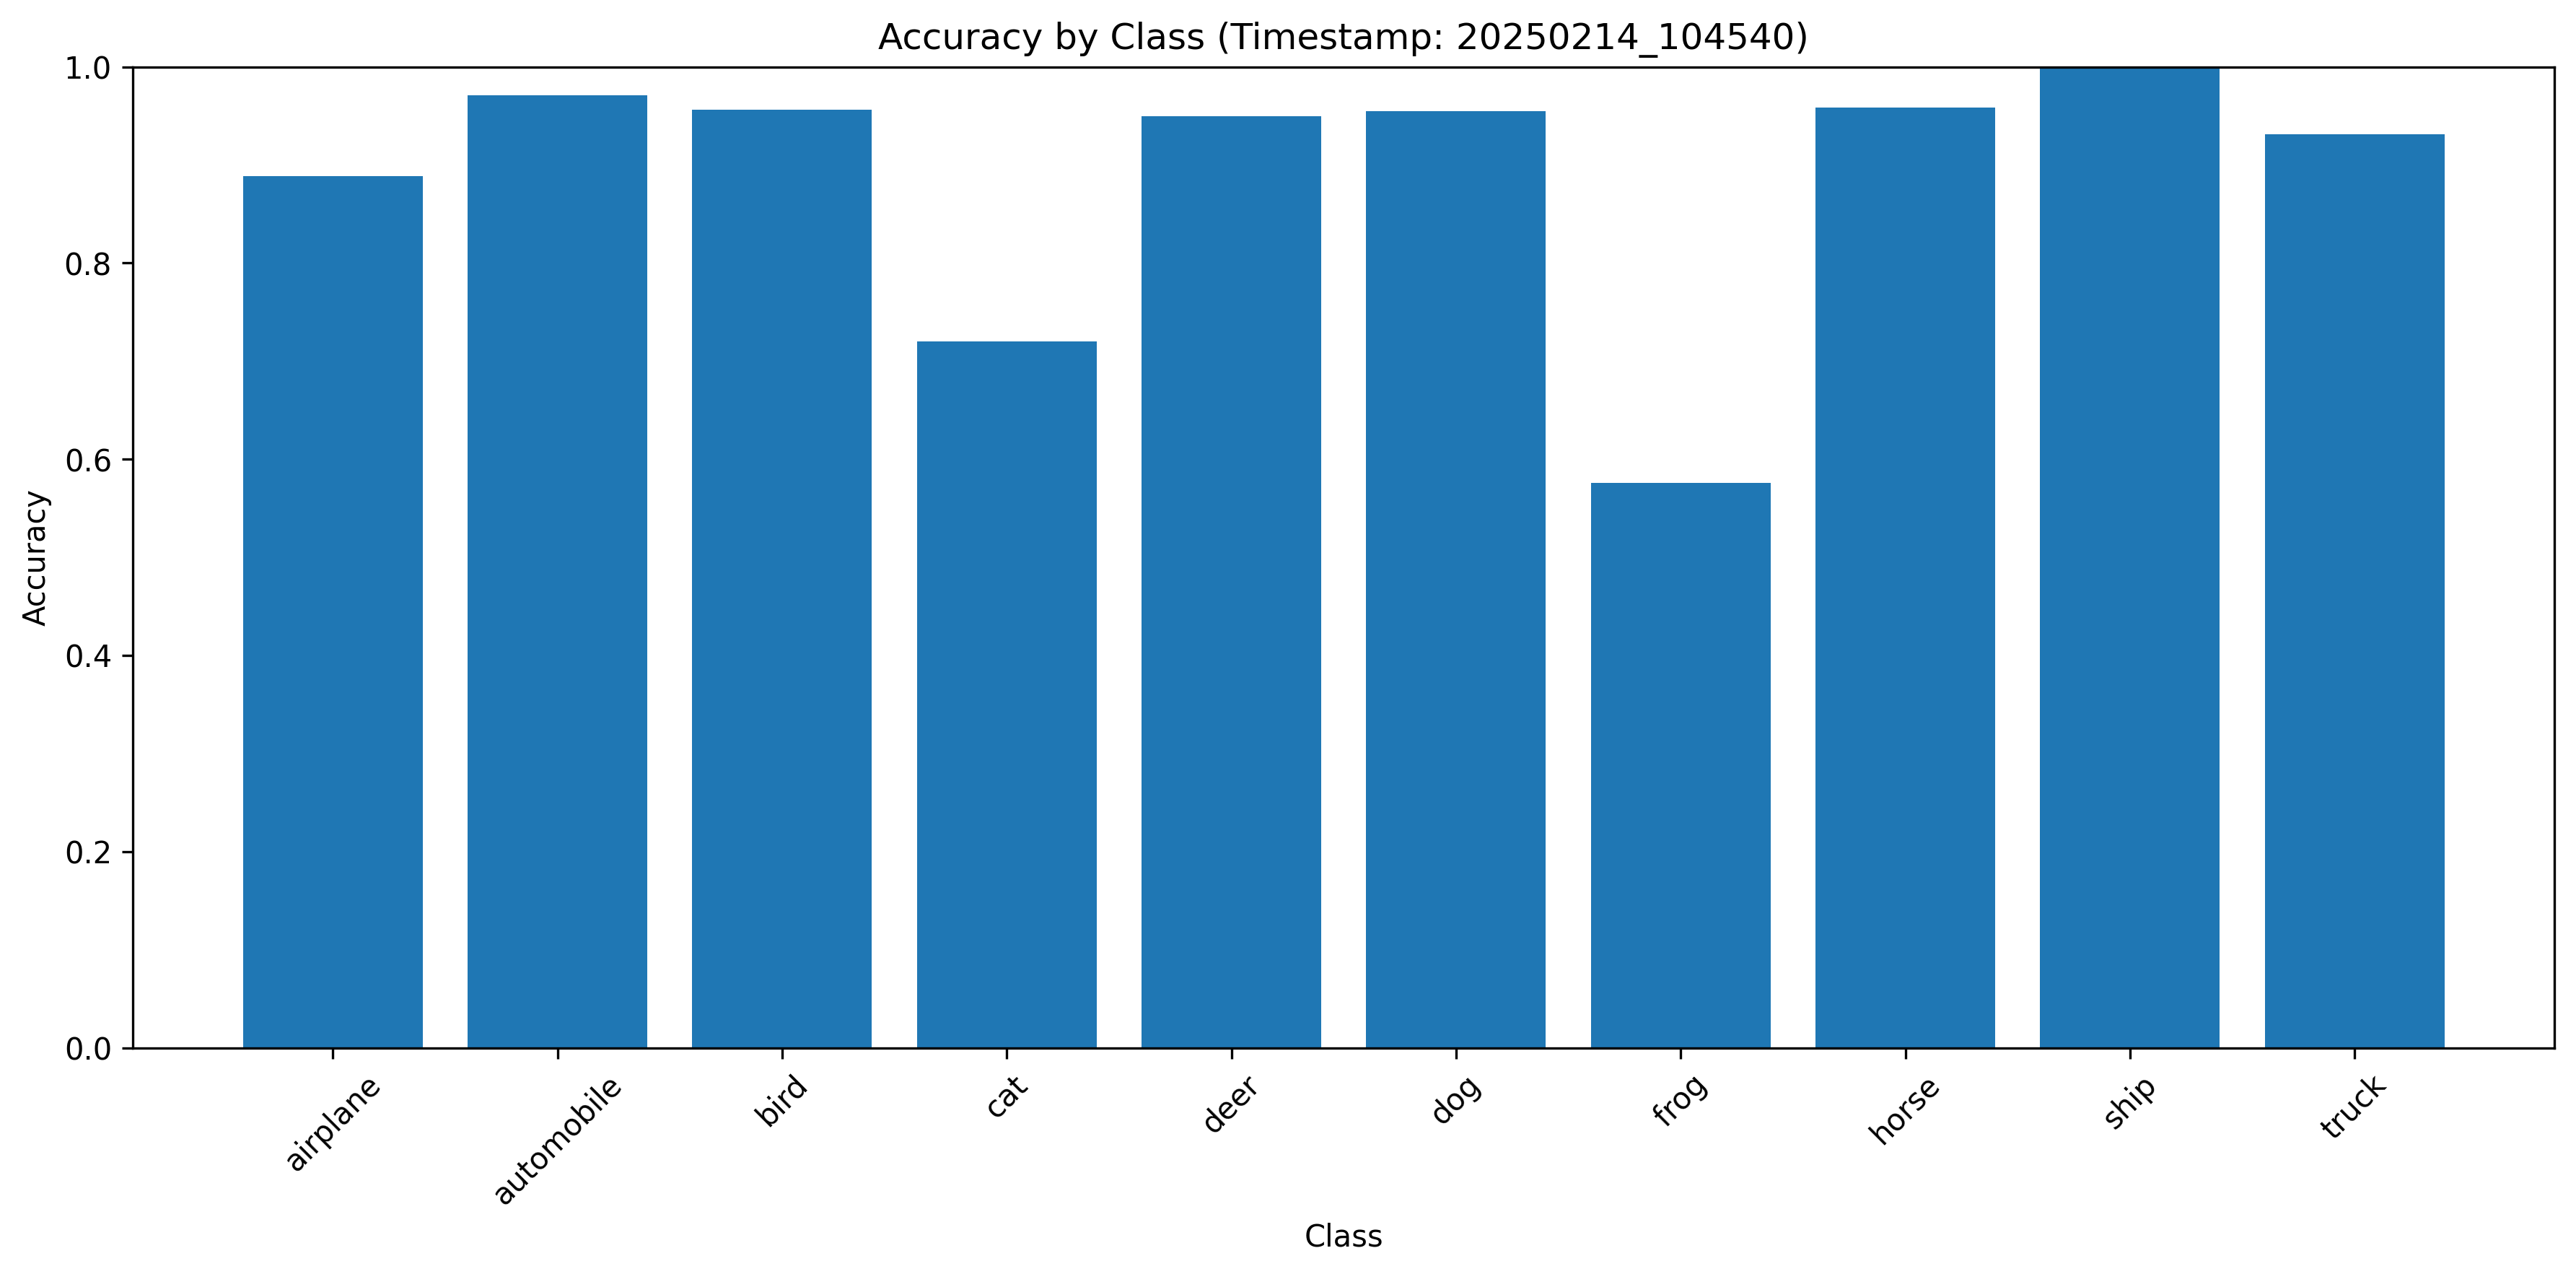 Accuracy by Class (Timestamp: 20250214_104540)
1.0
0.8
0.6
0.4
0.2
0.0
Accuracy
airplane
automobile
bird
cat
deer
dog
frog
horse
ship
truck
Class